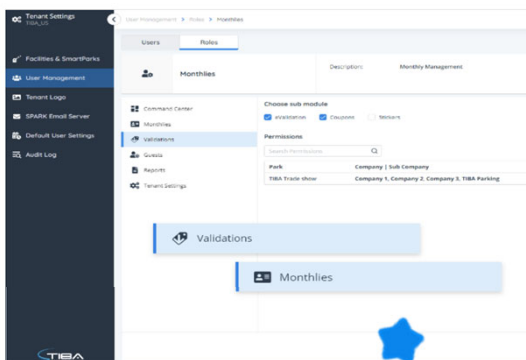 Tenant Settings
TIBA_US
User Management > Roles > Monthlies
Users
Roles
Facilities & SmartParks
User Management
Tenant Logo
SPARK Email Server
Default User Settings
Audit Log
Monthlies
Description:
Monthly Management
Command Center
Monthlies
Validations
Guests
Reports
Tenant Settings
Choose sub module
eValidation
Coupons
Stickers
Permissions
Search Permissions
Park
Company | Sub Company
TIBA Trade show
Company 1, Company 2, Company 3, TIBA Parking
Validations
Monthlies
TIBA